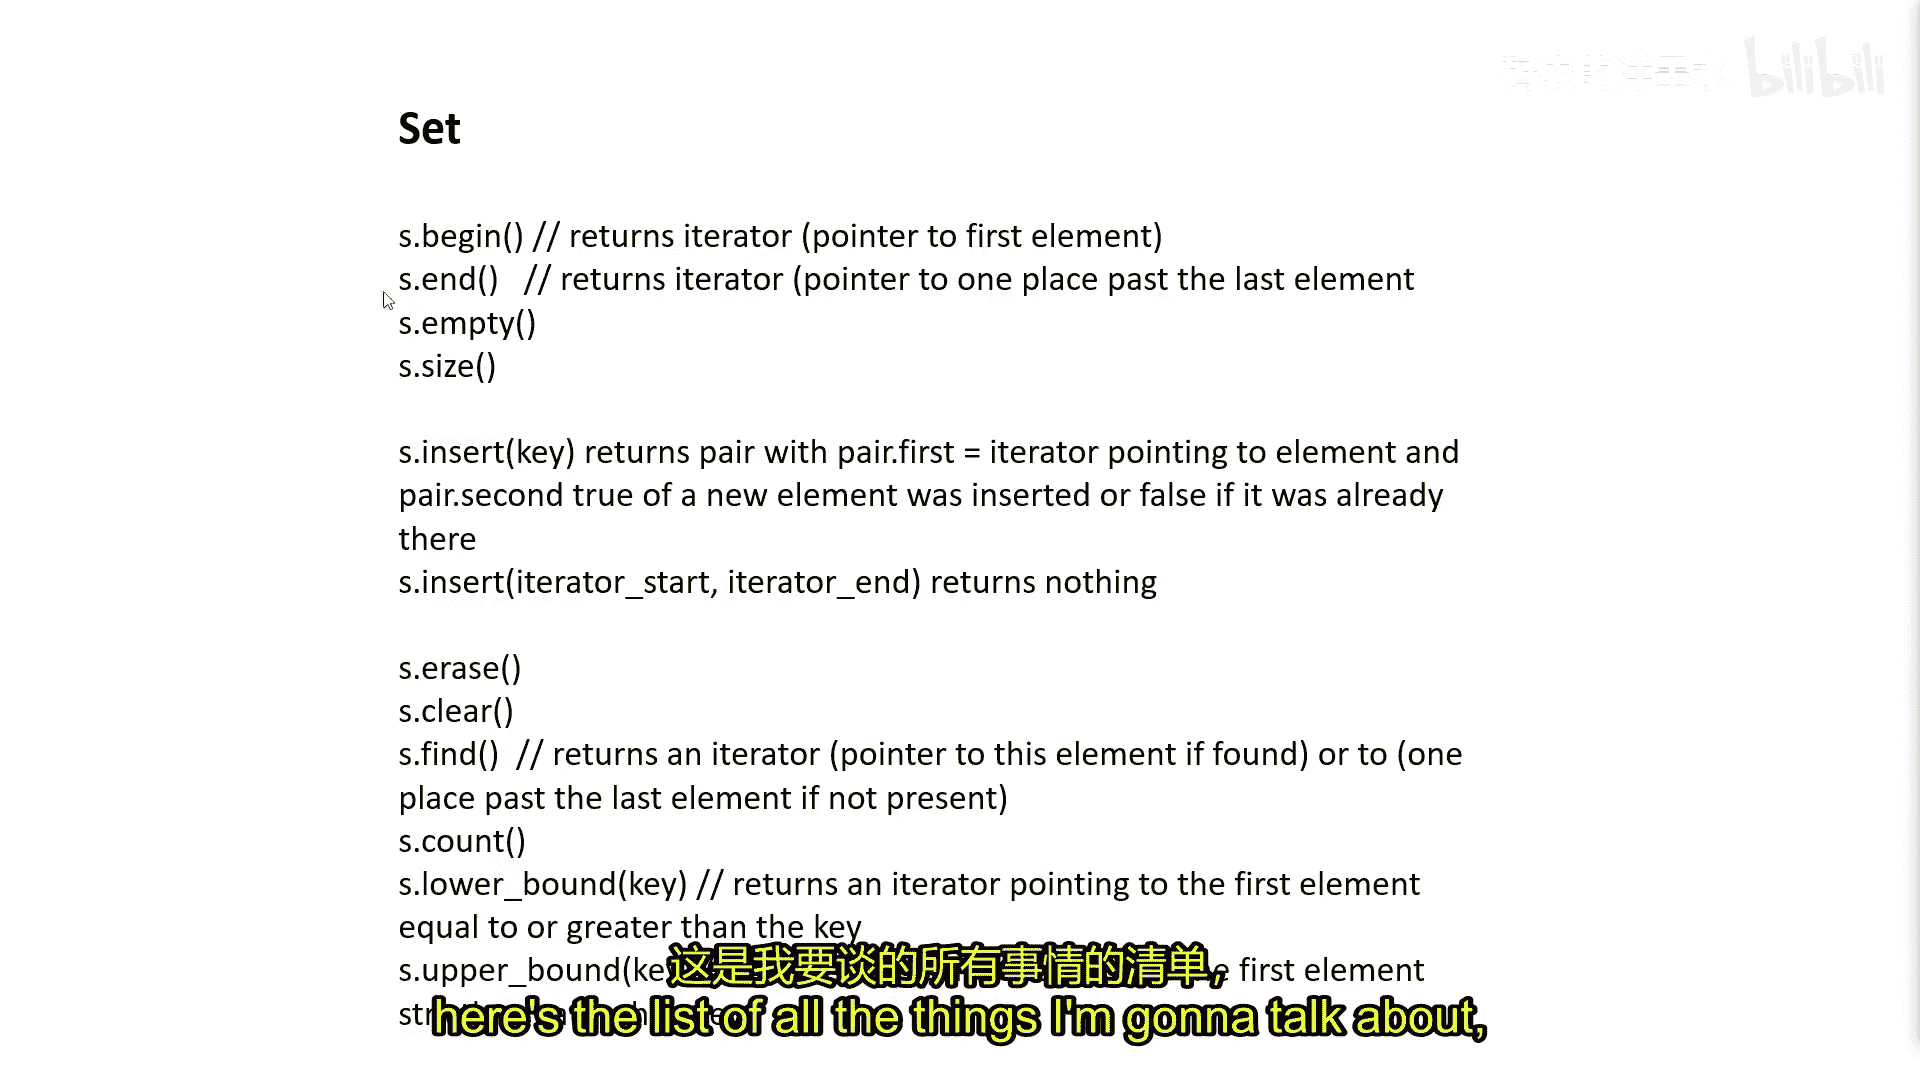 bilibili
Set
s.begin() // returns iterator (pointer to first element)
s.end() // returns iterator (pointer to one place past the last element
s.empty()
s.size()
s.insert(key) returns pair with pair.first = iterator pointing to element and
pair.second true of a new element was inserted or false if it was already
there
s.insert(iterator_start, iterator_end) returns nothing
s.erase()
s.clear()
s.find() // returns an iterator (pointer to this element if found) or to (one
place past the last element if not present)
s.count()
s.lower_bound(key) // returns an iterator pointing to the first element
equal to or greater than the key
s.upper_bound(key first element
这是我要谈的所有事情的清单,
here's the list of all the things I'm gonna talk about,